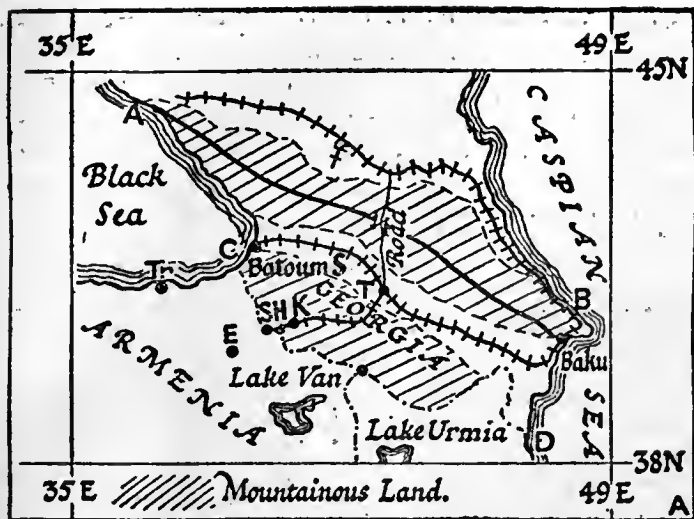 35 E
49 E
45N
A
CASPIAN SEA
Black
Sea
Road
C
Batoum S
Tr
T
B
GEORGIA
SH K
E
Baku
ARMENIA
Lake Van
Lake Urmia
D
38N
35 E
49 E
Mountainous Land.
A